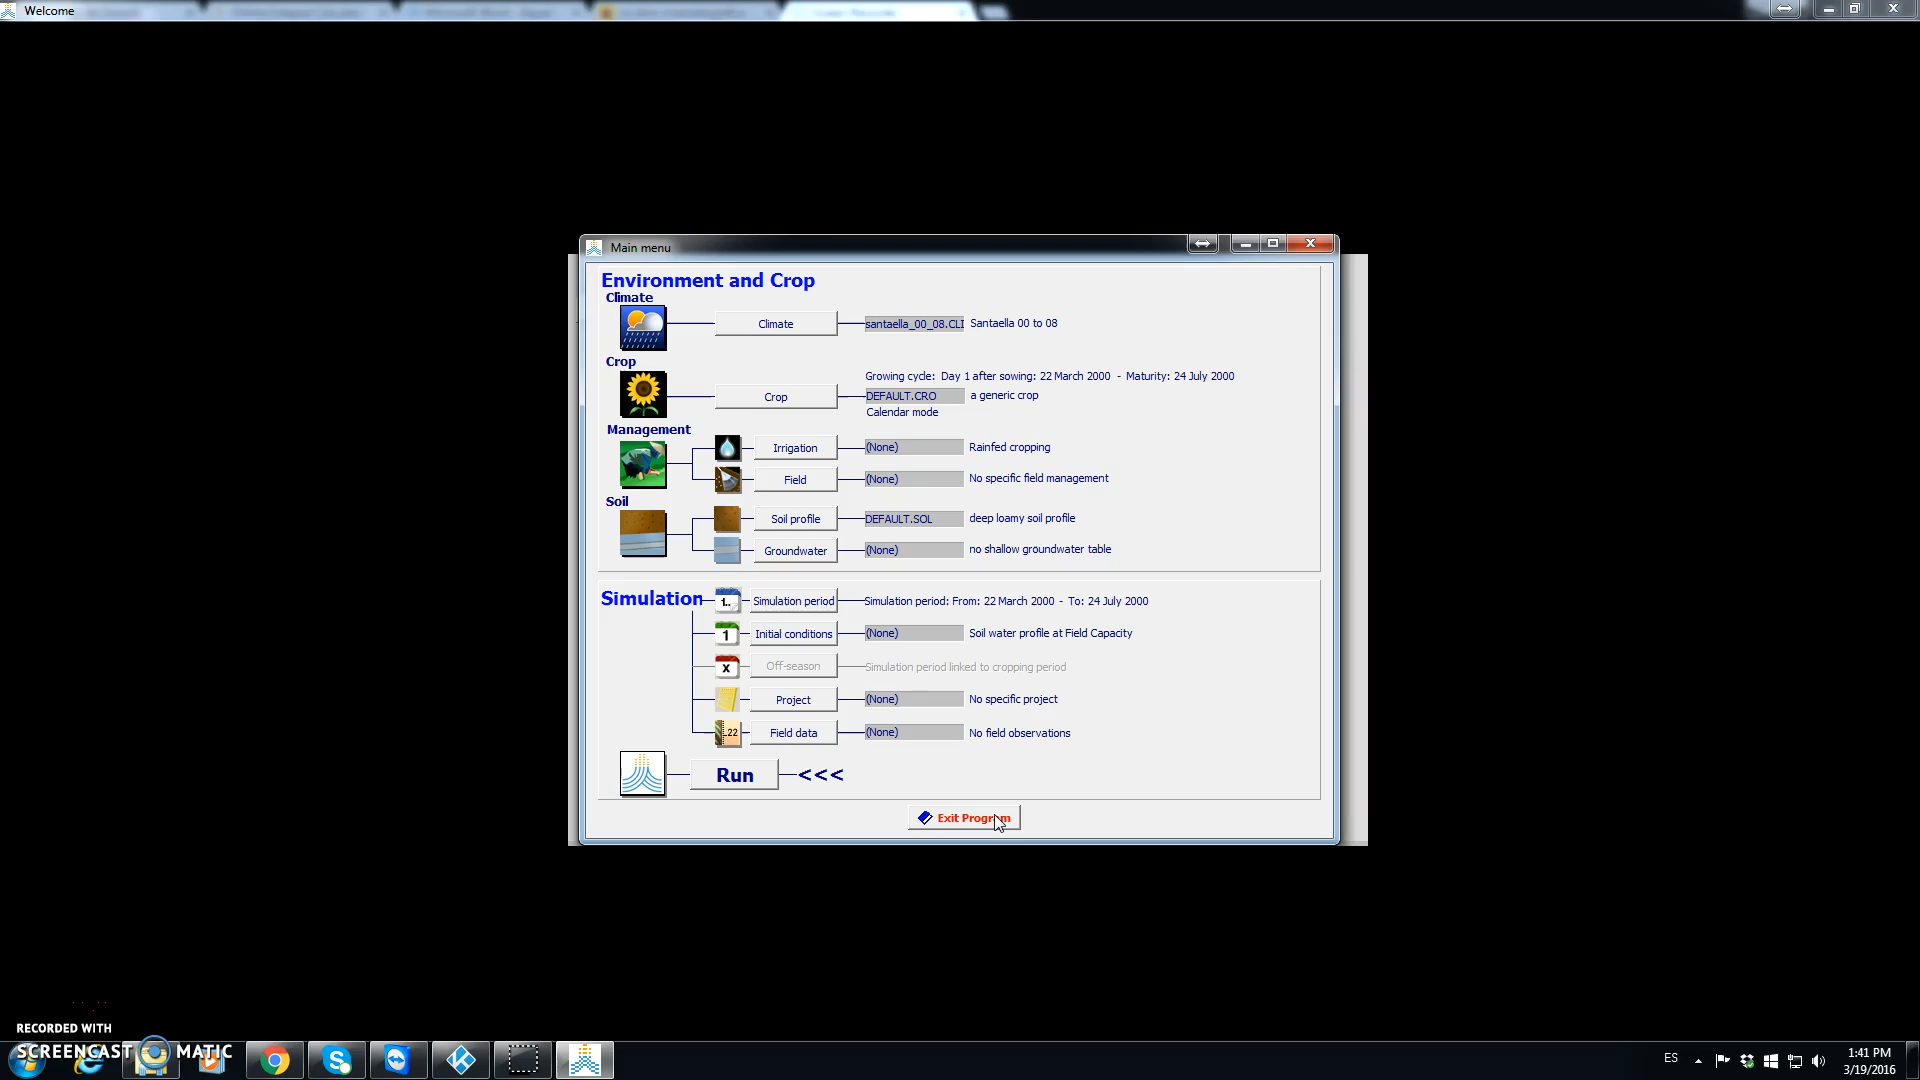 Welcome
Main menu
Environment and Crop
Climate
Climate
santaella_00_08.CLI
Santaella 00 to 08
Crop
Growing cycle: Day 1 after sowing: 22 March 2000 - Maturity: 24 July 2000
Crop
DEFAULT.CRO
a generic crop
Calendar mode
Management
Irrigation
(None)
Rainfed cropping
Field
(None)
No specific field management
Soil
Soil profile
DEFAULT.SOL
deep loamy soil profile
Groundwater
(None)
no shallow groundwater table
Simulation
1..
Simulation period
Simulation period: From: 22 March 2000 - To: 24 July 2000
1
Initial conditions
(None)
Soil water profile at Field Capacity
x
Off-season
Simulation period linked to cropping period
Project
(None)
No specific project
.22
Field data
(None)
No field observations
Run
<<<
Exit Program
RECORDED WITH
SCREENCAST MATIC
ES
1:41 PM
3/19/2016